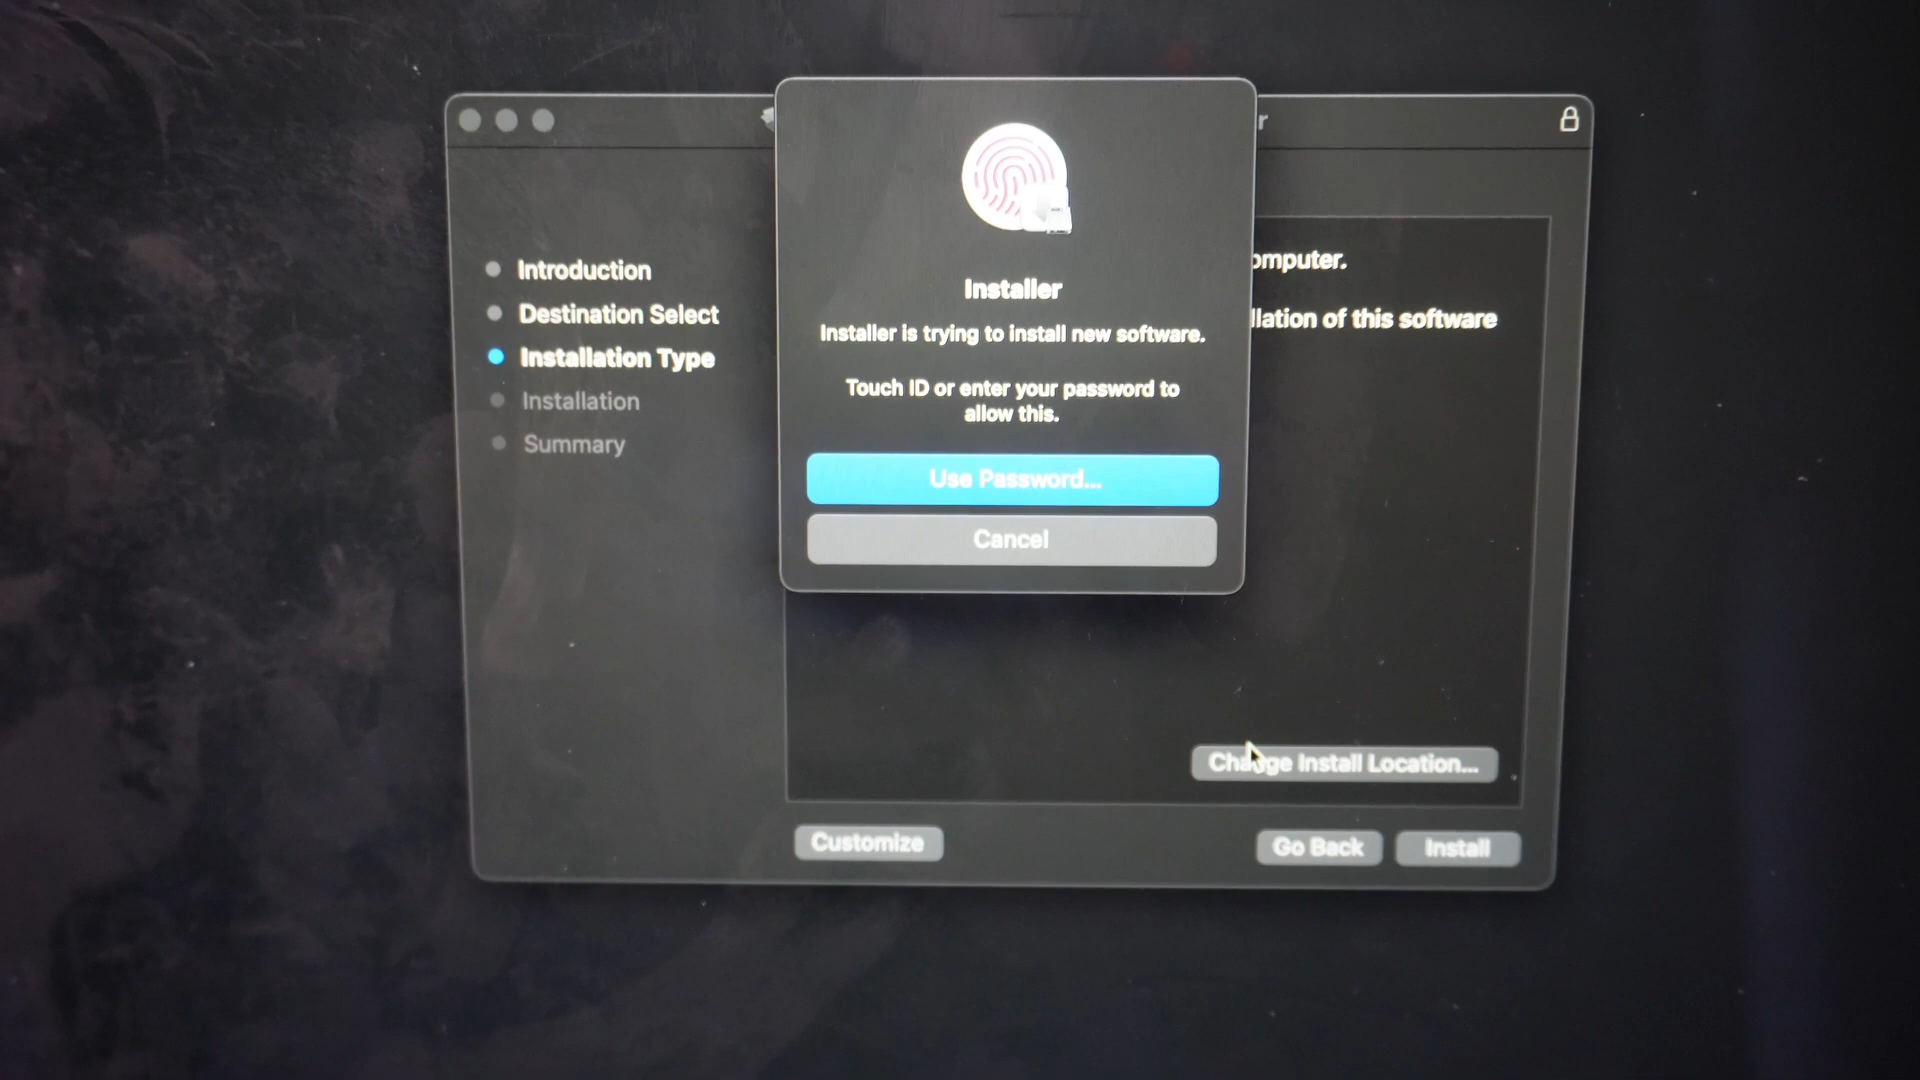 Introduction
Destination Select
Installation Type
Installation
Summary
Installer
Installer is trying to install new software.
Touch ID or enter your password to
allow this.
Use Password...
Cancel
llation of this software
Change Install Location...
Customize
Go Back
Install